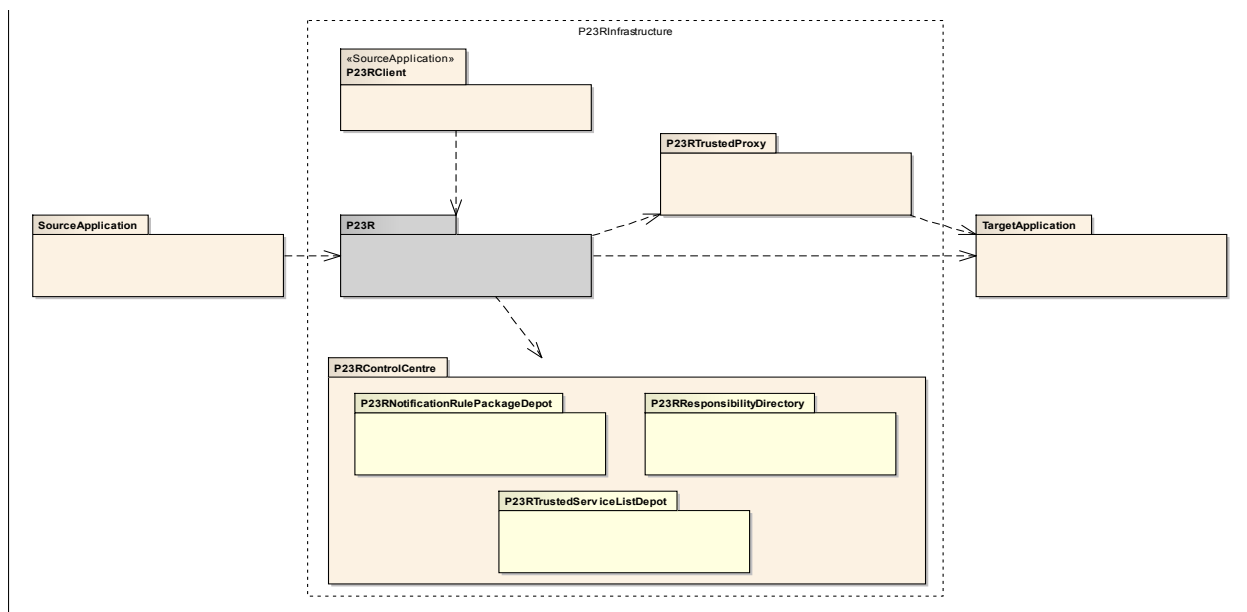 P23RInfrastructure
«SourceApplication»
P23RClient
P23RTrustedProxy
SourceApplication
P23R
TargetApplication
P23RControlCentre
P23RNotificationRulePackageDepot
P23RResponsibilityDirectory
P23RTrustedServiceListDepot